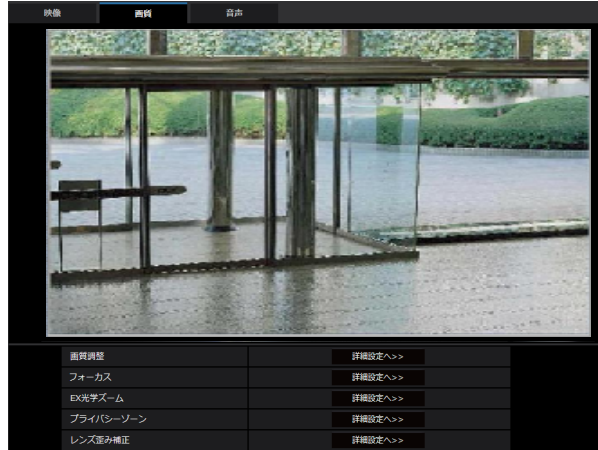 映像 画質 音声
画質調整 詳細設定へ>>
フォーカス 詳細設定へ>>
EX光学ズーム 詳細設定へ>>
プライバシーゾーン 詳細設定へ>>
レンズ歪み補正 詳細設定へ>>